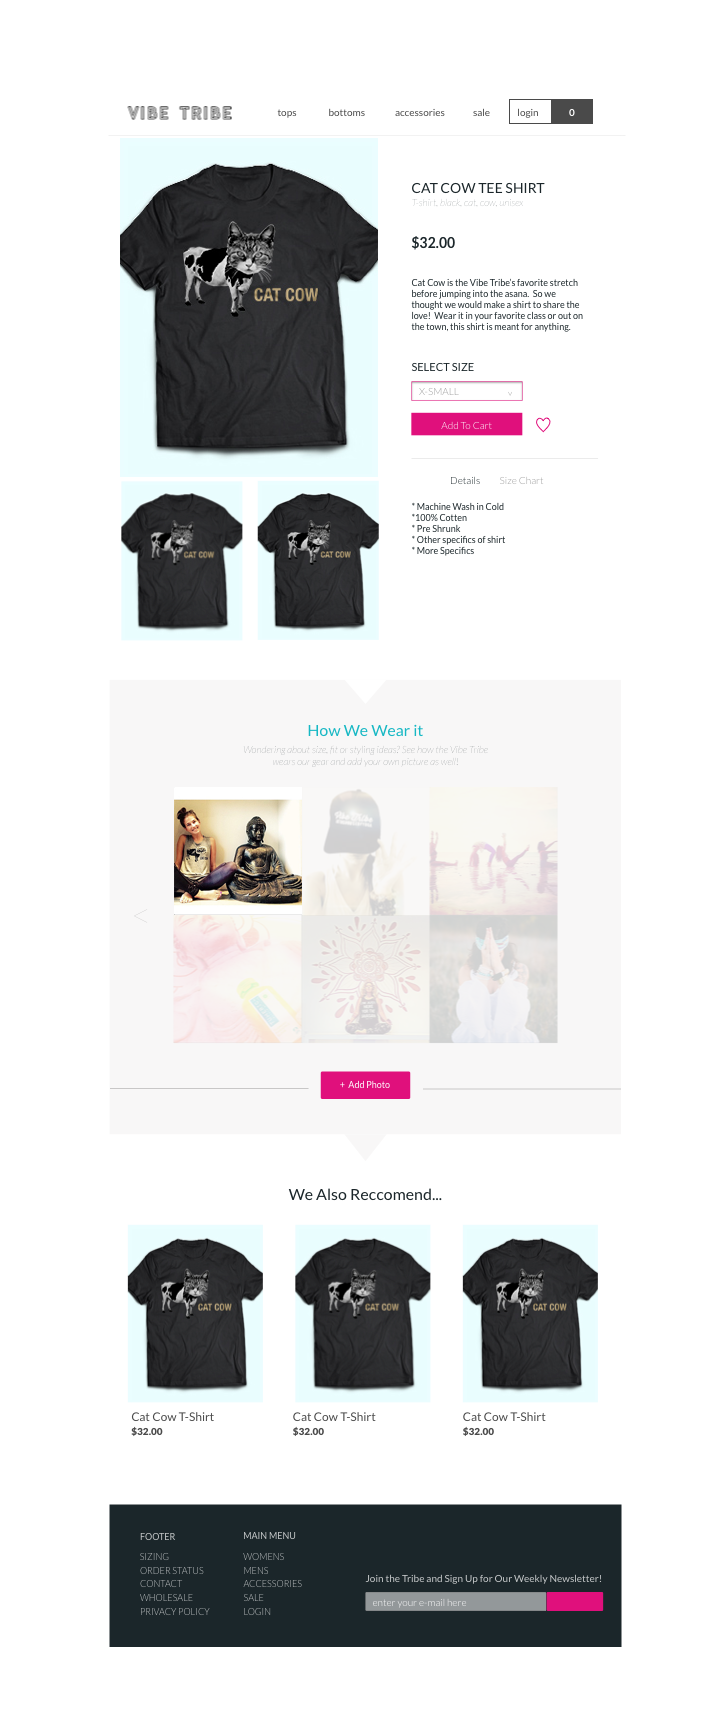 VIBE TRIBE
tops
bottoms
accessories
sale
login
0
CAT COW
CAT COW TEE SHIRT
T-shirt, black, cat, cow, unisex
$32.00
Cat Cow is the Vibe Tribe's favorite stretch
before jumping into the asana.  So we
thought we would make a shirt to share the
love!  Wear it in your favorite class or out on
the town, this shirt is meant for anything.
SELECT SIZE
X-SMALL
v
Add To Cart
Details
Size Chart
* Machine Wash in Cold
*100% Cotten
* Pre Shrunk
* Other specifics of shirt
* More Specifics
CAT COW
CAT COW
How We Wear it
Wondering about size, fit or styling ideas? See how the Vibe Tribe
wears our gear and add your own picture as well!.
<
+ Add Photo
We Also Reccomend...
CAT COW
CAT COW
CAT COW
Cat Cow T-Shirt
$32.00
Cat Cow T-Shirt
$32.00
Cat Cow T-Shirt
$32.00
FOOTER
SIZING
ORDER STATUS
CONTACT
WHOLESALE
PRIVACY POLICY
MAIN MENU
WOMENS
MENS
ACCESSORIES
SALE
LOGIN
Join the Tribe and Sign Up for Our Weekly Newsletter!
enter your e-mail here